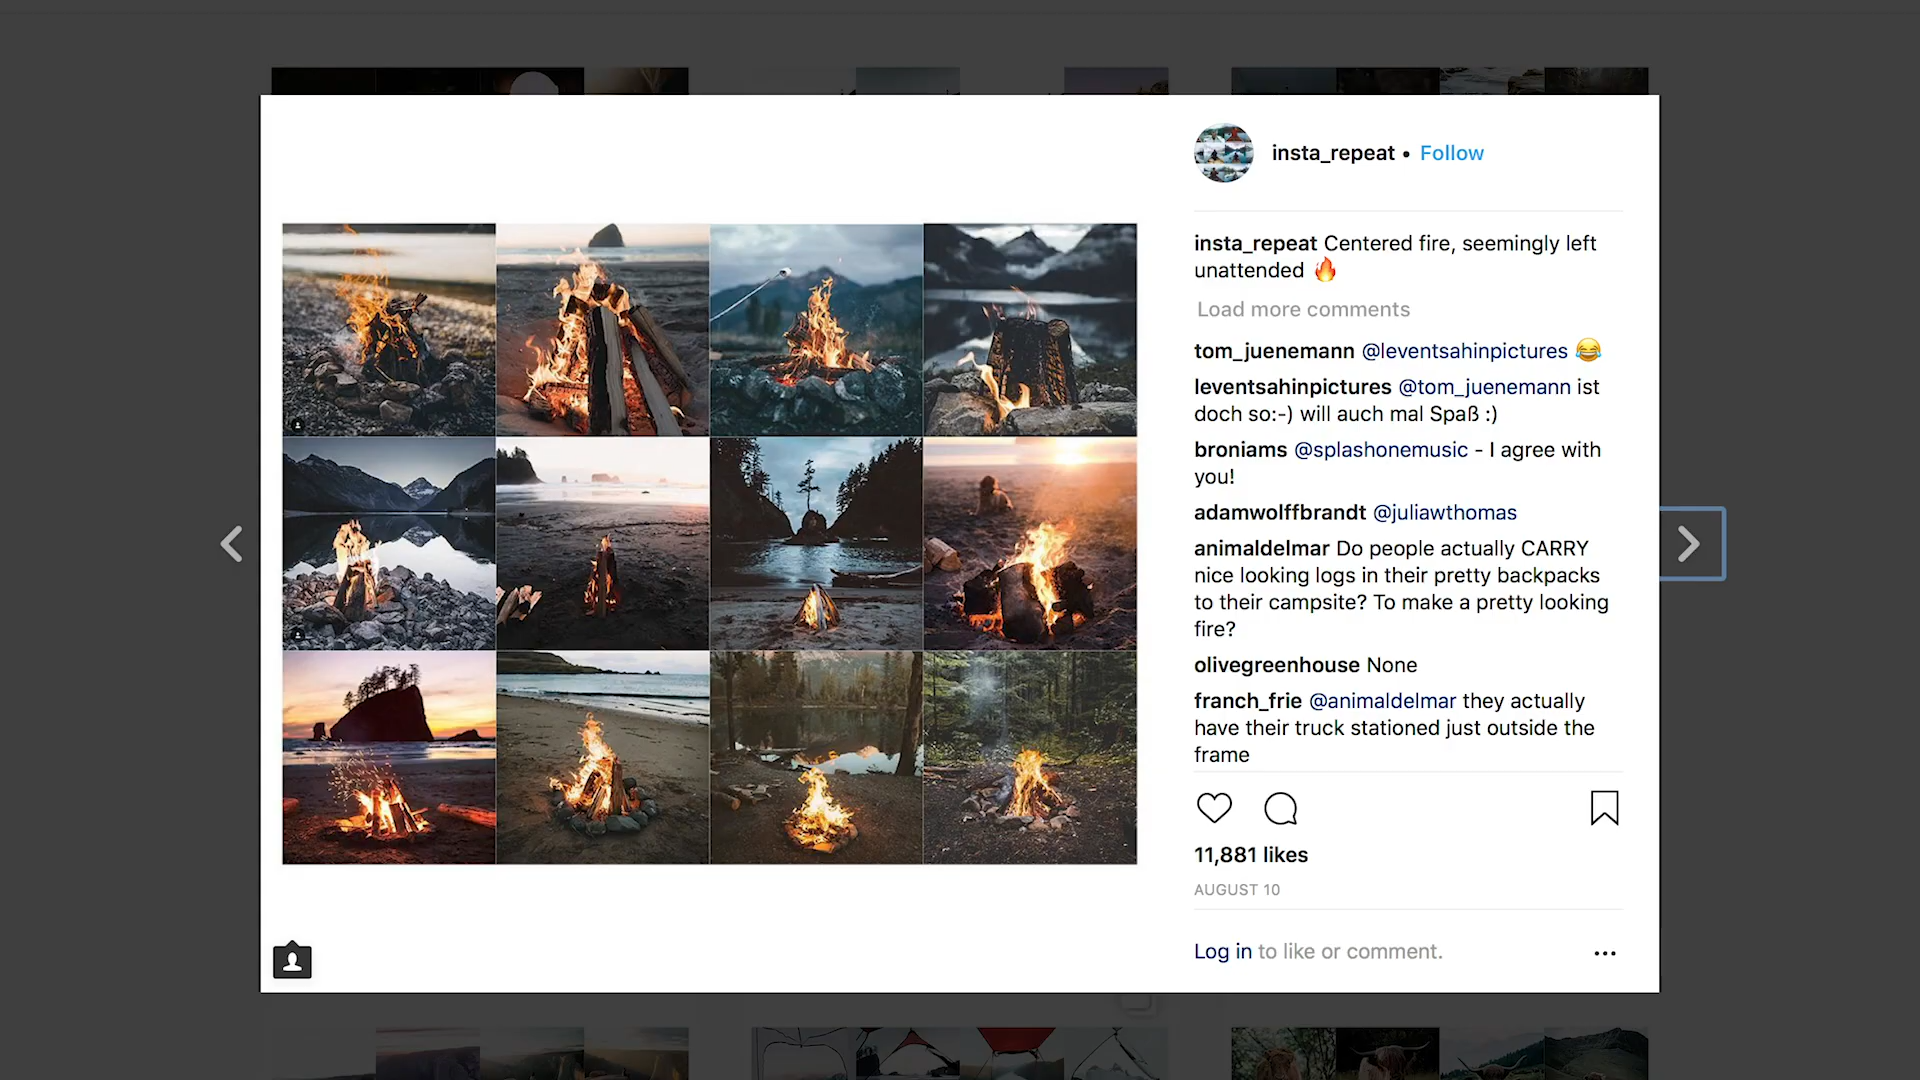 insta_repeat • Follow
insta_repeat Centered fire, seemingly left
unattended 🔥
Load more comments
tom_juenemann @leventsahinpictures 😂
leventsahinpictures @tom_juenemann ist
doch so:-) will auch mal Spaß :)
broniams @splashonemusic - I agree with
you!
adamwolffbrandt @juliawthomas
animaldelmar Do people actually CARRY
nice looking logs in their pretty backpacks
to their campsite? To make a pretty looking
fire?
olivegreenhouse None
franch_frie @animaldelmar they actually
have their truck stationed just outside the
frame
11,881 likes
AUGUST 10
Log in to like or comment.